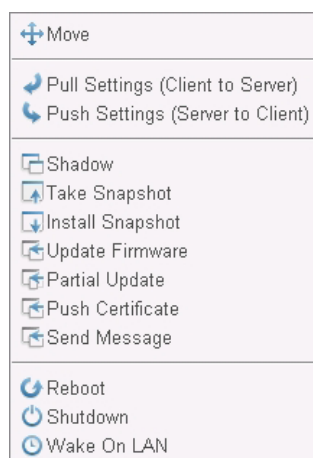 Move
Pull Settings (Client to Server)
Push Settings (Server to Client)
Shadow
Take Snapshot
Install Snapshot
Update Firmware
Partial Update
Push Certificate
Send Message
Reboot
Shutdown
Wake On LAN